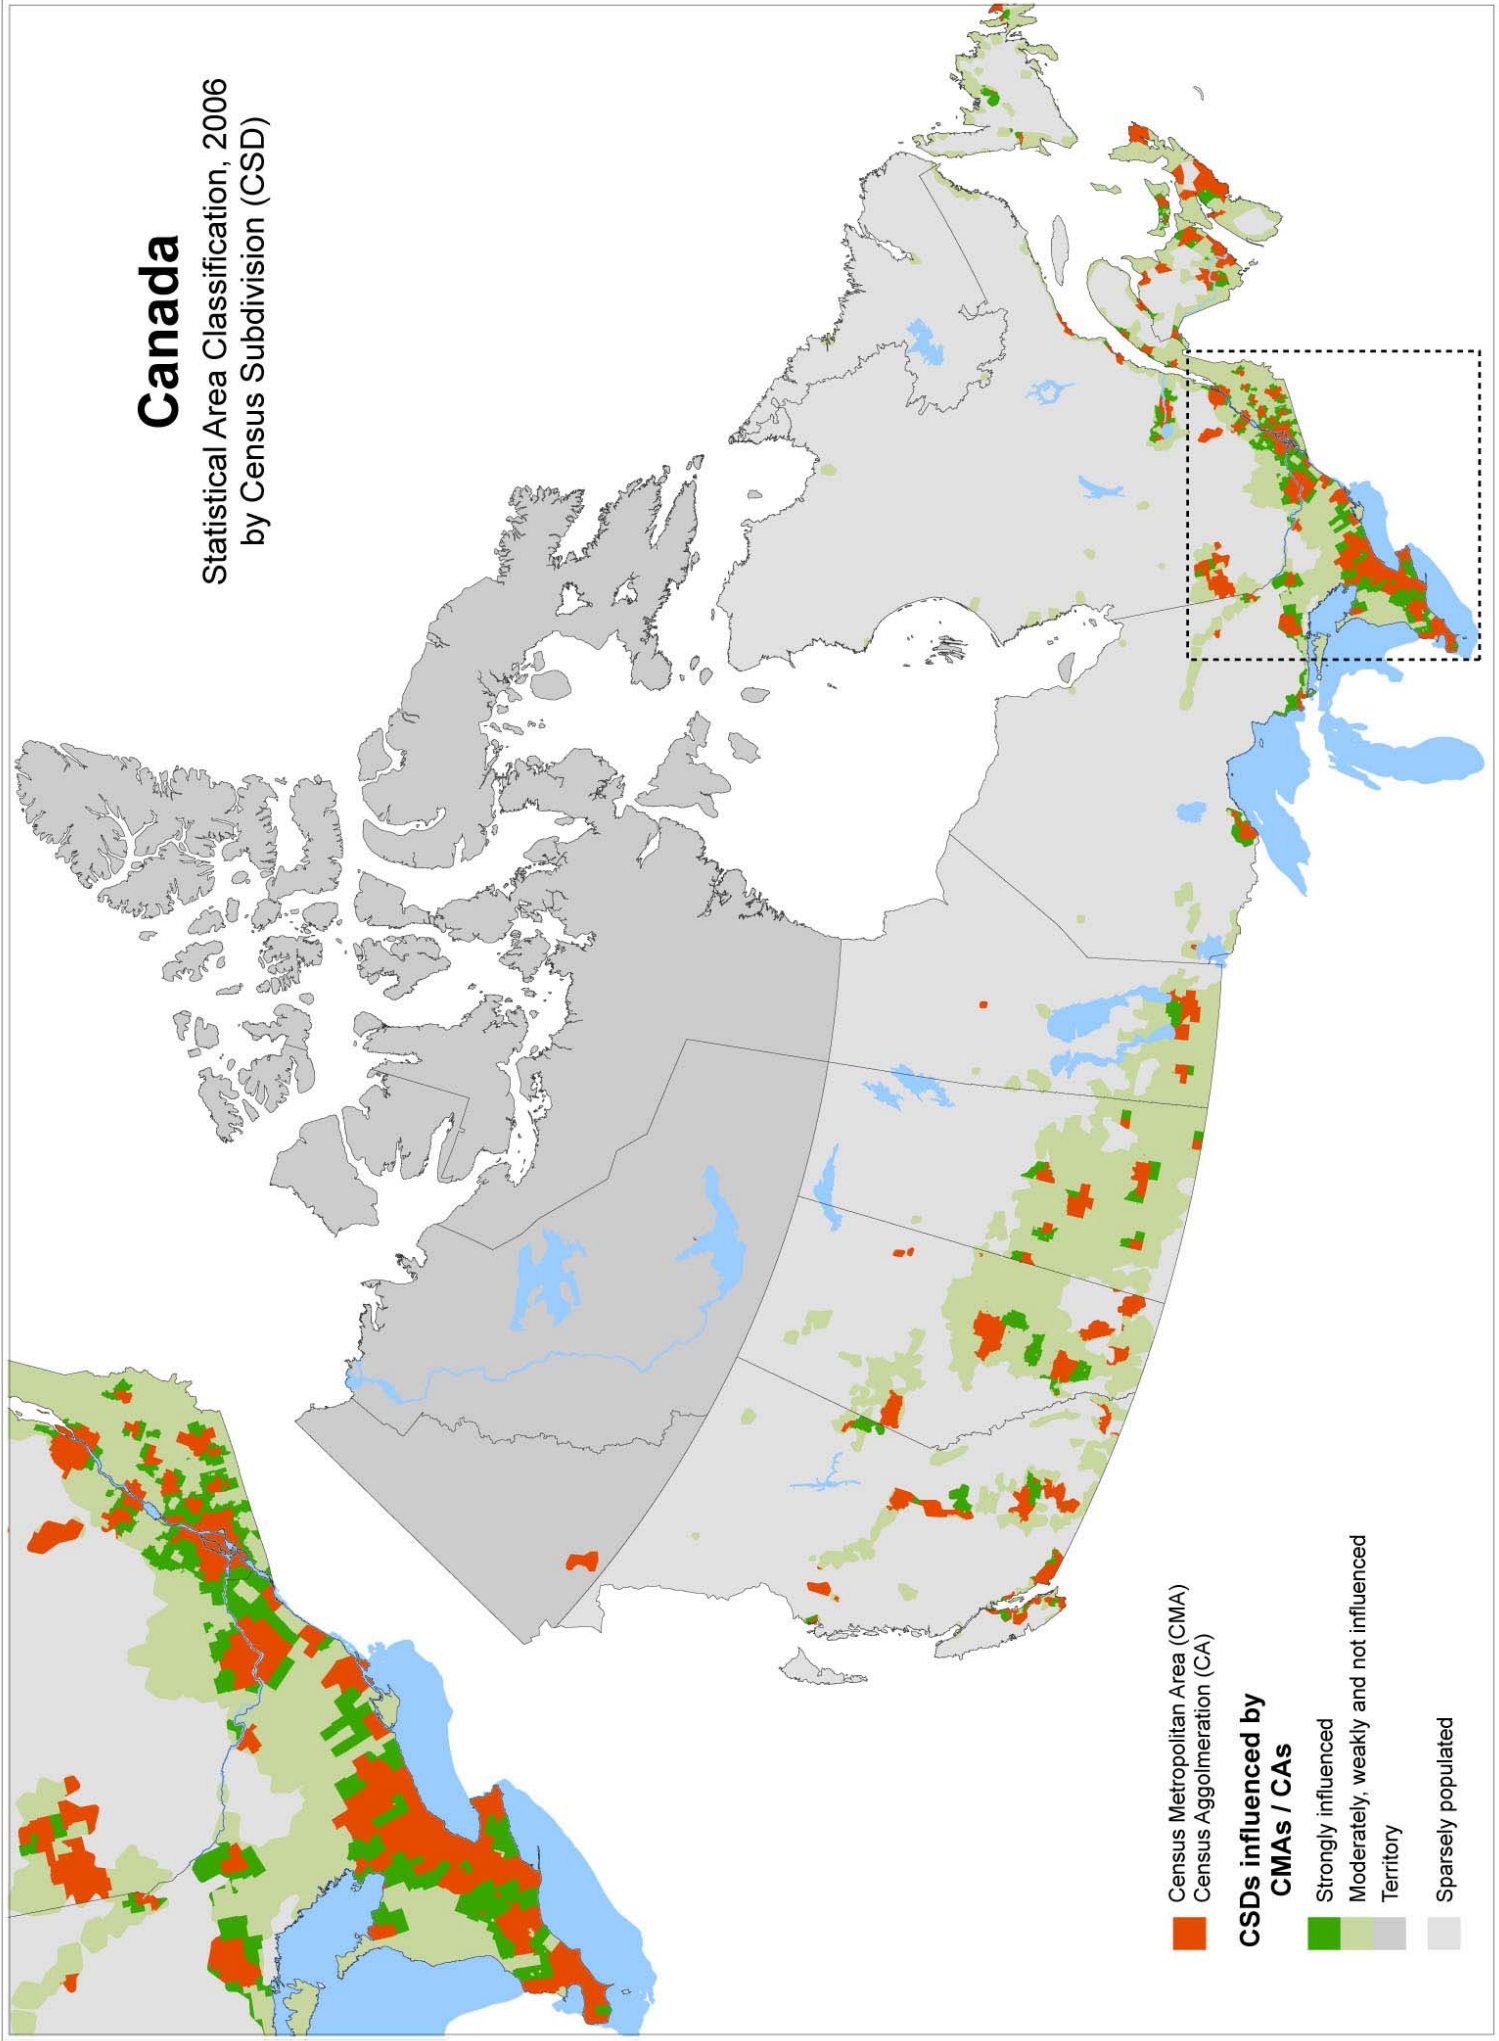 Canada
Statistical Area Classification, 2006
by Census Subdivision (CSD)
Census Metropolitan Area (CMA)
Census Aggolmeration (CA)
CSDs influenced by
CMAs / CAs
Strongly influenced
Moderately, weakly and not influenced
Territory
Sparsely populated